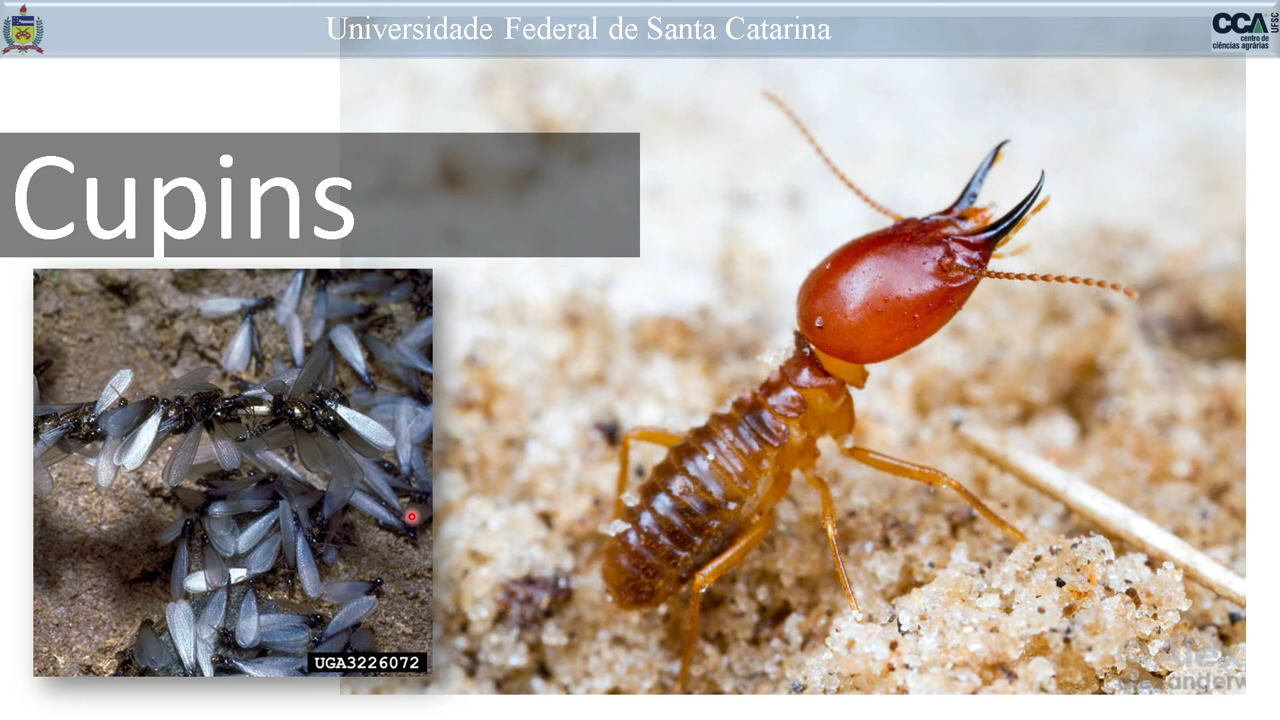 Universidade Federal de Santa Catarina
CCA
UFSC
centro de
ciências agrárias
Cupins
UGA3226072